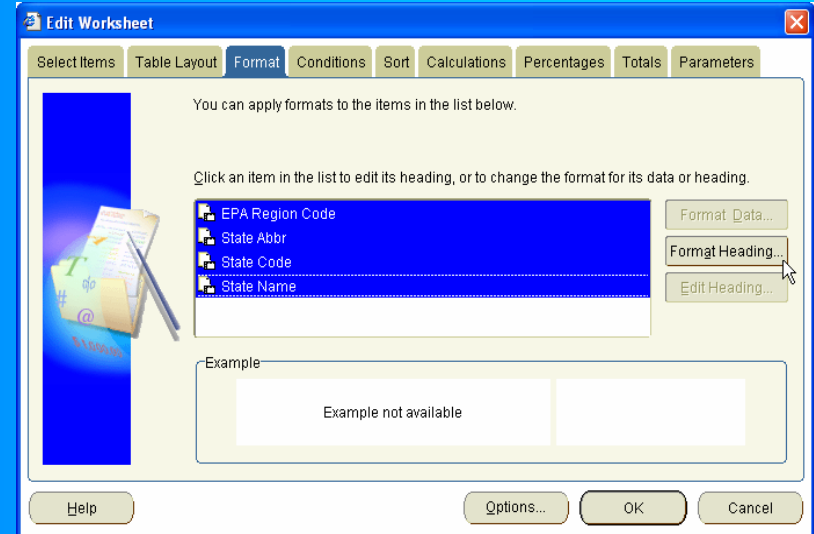 Edit Worksheet
Select Items Table Layout Format Conditions Sort Calculations Percentages Totals Parameters
You can apply formats to the items in the list below.
Click an item in the list to edit its heading, or to change the format for its data or heading.
EPA Region Code
State Abbr
State Code
State Name
Format Data...
Format Heading...
Edit Heading...
Example
Example not available
Help Options... OK Cancel